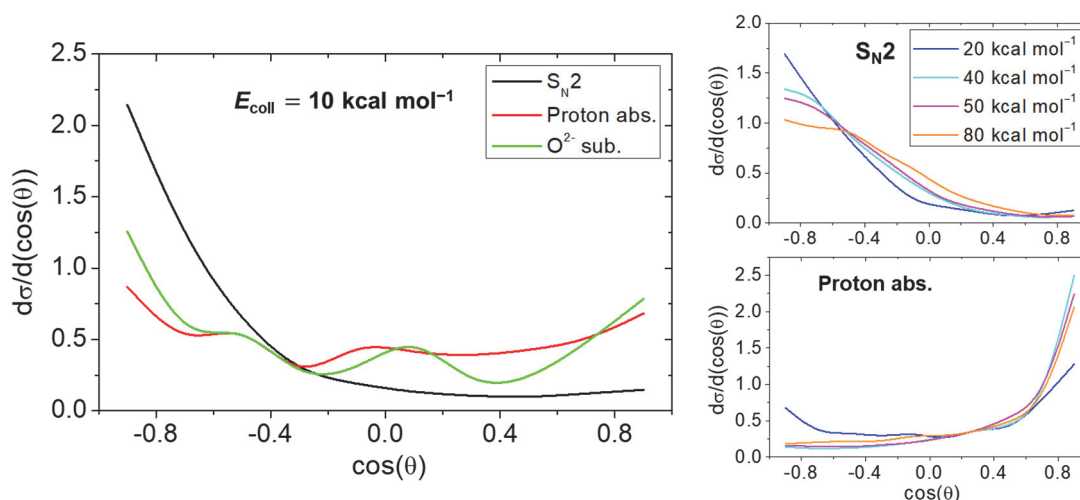 2.5
2.0
1.5
1.0
0.5
0.0
dσ/d(cos(θ))
E_coll = 10 kcal mol⁻¹
S_N2
Proton abs.
O²⁻ sub.
-0.8
-0.4
0.0
0.4
0.8
cos(θ)
2.0
1.5
1.0
0.5
0.0
dσ/d(cos(θ))
S_N2
20 kcal mol⁻¹
40 kcal mol⁻¹
50 kcal mol⁻¹
80 kcal mol⁻¹
-0.8
-0.4
0.0
0.4
0.8
2.5
2.0
1.5
1.0
0.5
0.0
dσ/d(cos(θ))
Proton abs.
-0.8
-0.4
0.0
0.4
0.8
cos(θ)